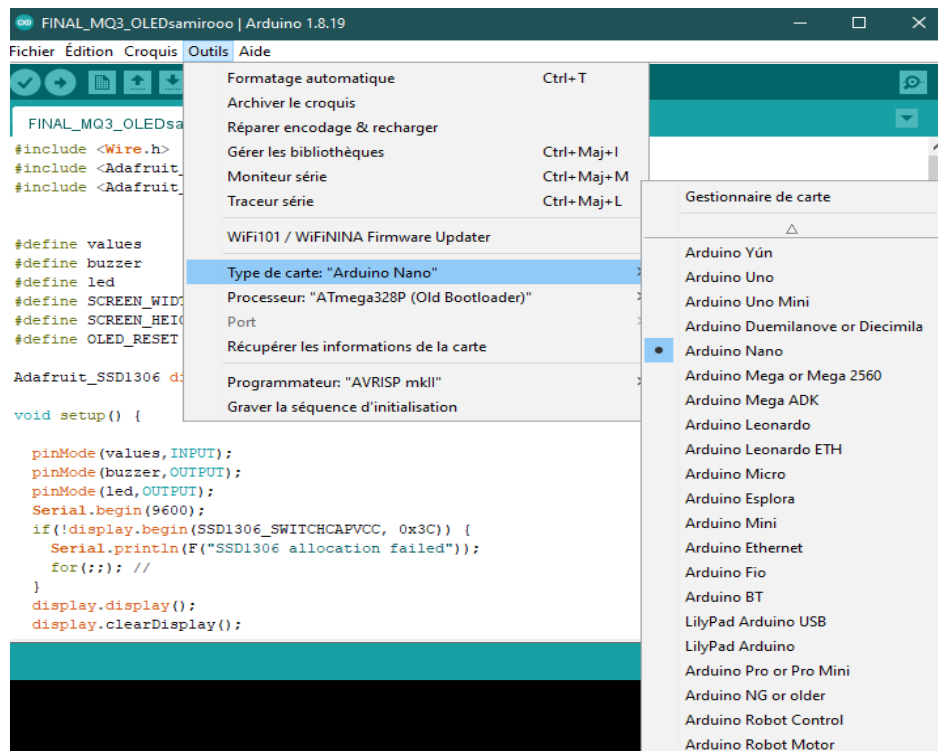 FINAL_MQ3_OLEDsamirooo | Arduino 1.8.19
Fichier Édition Croquis Outils Aide
FINAL_MQ3_OLEDsa
#include <Wire.h>
#include <Adafruit_
#include <Adafruit_
#define values
#define buzzer
#define led
#define SCREEN_WIDT
#define SCREEN_HEIG
#define OLED_RESET
Adafruit_SSD1306 di
void setup() {
pinMode(values,INPUT);
pinMode(buzzer,OUTPUT);
pinMode(led,OUTPUT);
Serial.begin(9600);
if(!display.begin(SSD1306_SWITCHCAPVCC, 0x3C)) {
Serial.println(F("SSD1306 allocation failed"));
for(;;); //
}
display.display();
display.clearDisplay();
Formatage automatique Ctrl+T
Archiver le croquis
Réparer encodage & recharger
Gérer les bibliothèques Ctrl+Maj+I
Moniteur série Ctrl+Maj+M
Traceur série Ctrl+Maj+L
WiFi101 / WiFiNINA Firmware Updater
Type de carte: "Arduino Nano"
Processeur: "ATmega328P (Old Bootloader)"
Port
Récupérer les informations de la carte
Programmateur: "AVRISP mkII"
Graver la séquence d'initialisation
Gestionnaire de carte
Arduino Yún
Arduino Uno
Arduino Uno Mini
Arduino Duemilanove or Diecimila
Arduino Nano
Arduino Mega or Mega 2560
Arduino Mega ADK
Arduino Leonardo
Arduino Leonardo ETH
Arduino Micro
Arduino Esplora
Arduino Mini
Arduino Ethernet
Arduino Fio
Arduino BT
LilyPad Arduino USB
LilyPad Arduino
Arduino Pro or Pro Mini
Arduino NG or older
Arduino Robot Control
Arduino Robot Motor